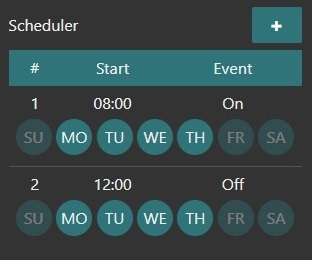 Scheduler +
# Start Event
1 08:00 On
SU MO TU WE TH FR SA
2 12:00 Off
SU MO TU WE TH FR SA